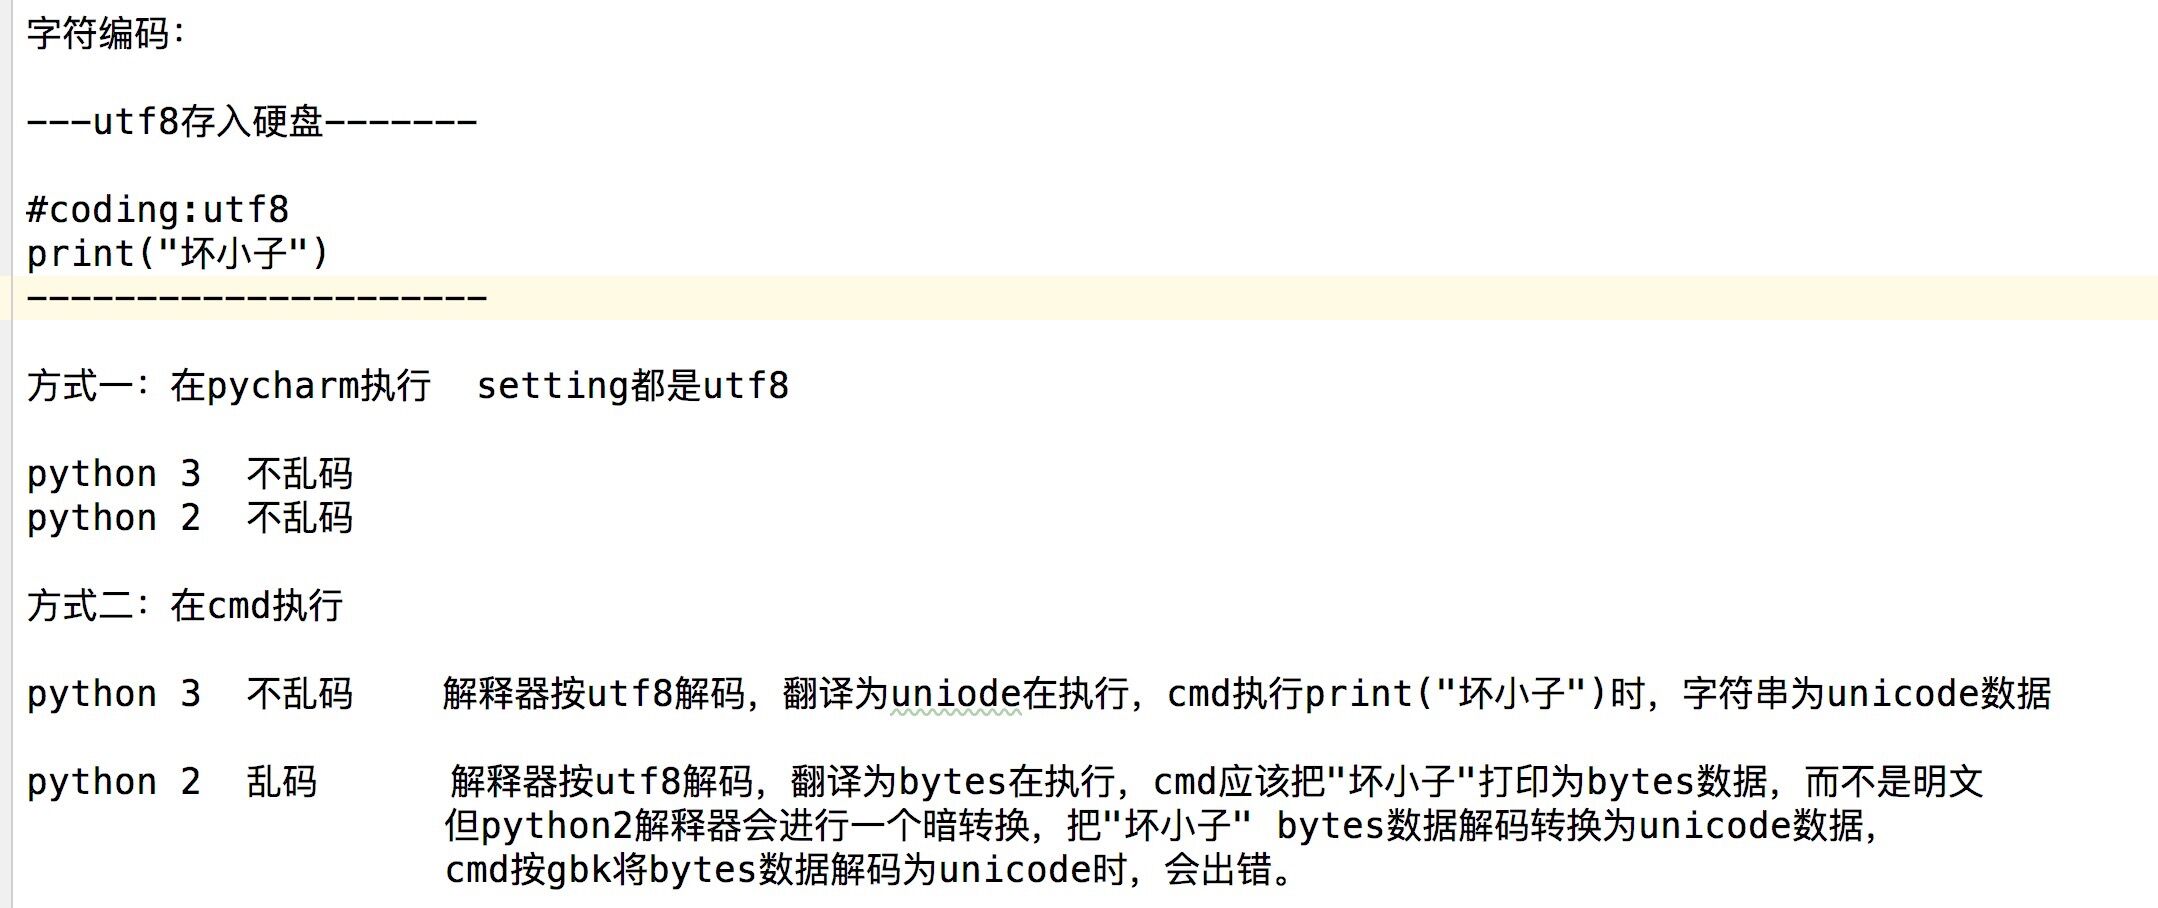 字符编码：
---utf8存入硬盘-------
#coding:utf8
print("坏小子")
---------------------
方式一：在pycharm执行  setting都是utf8
python 3  不乱码
python 2  不乱码
方式二：在cmd执行
python 3  不乱码    解释器按utf8解码，翻译为uniode在执行，cmd执行print("坏小子")时，字符串为unicode数据
python 2  乱码      解释器按utf8解码，翻译为bytes在执行，cmd应该把"坏小子"打印为bytes数据，而不是明文
但python2解释器会进行一个暗转换，把"坏小子" bytes数据解码转换为unicode数据，
cmd按gbk将bytes数据解码为unicode时，会出错。